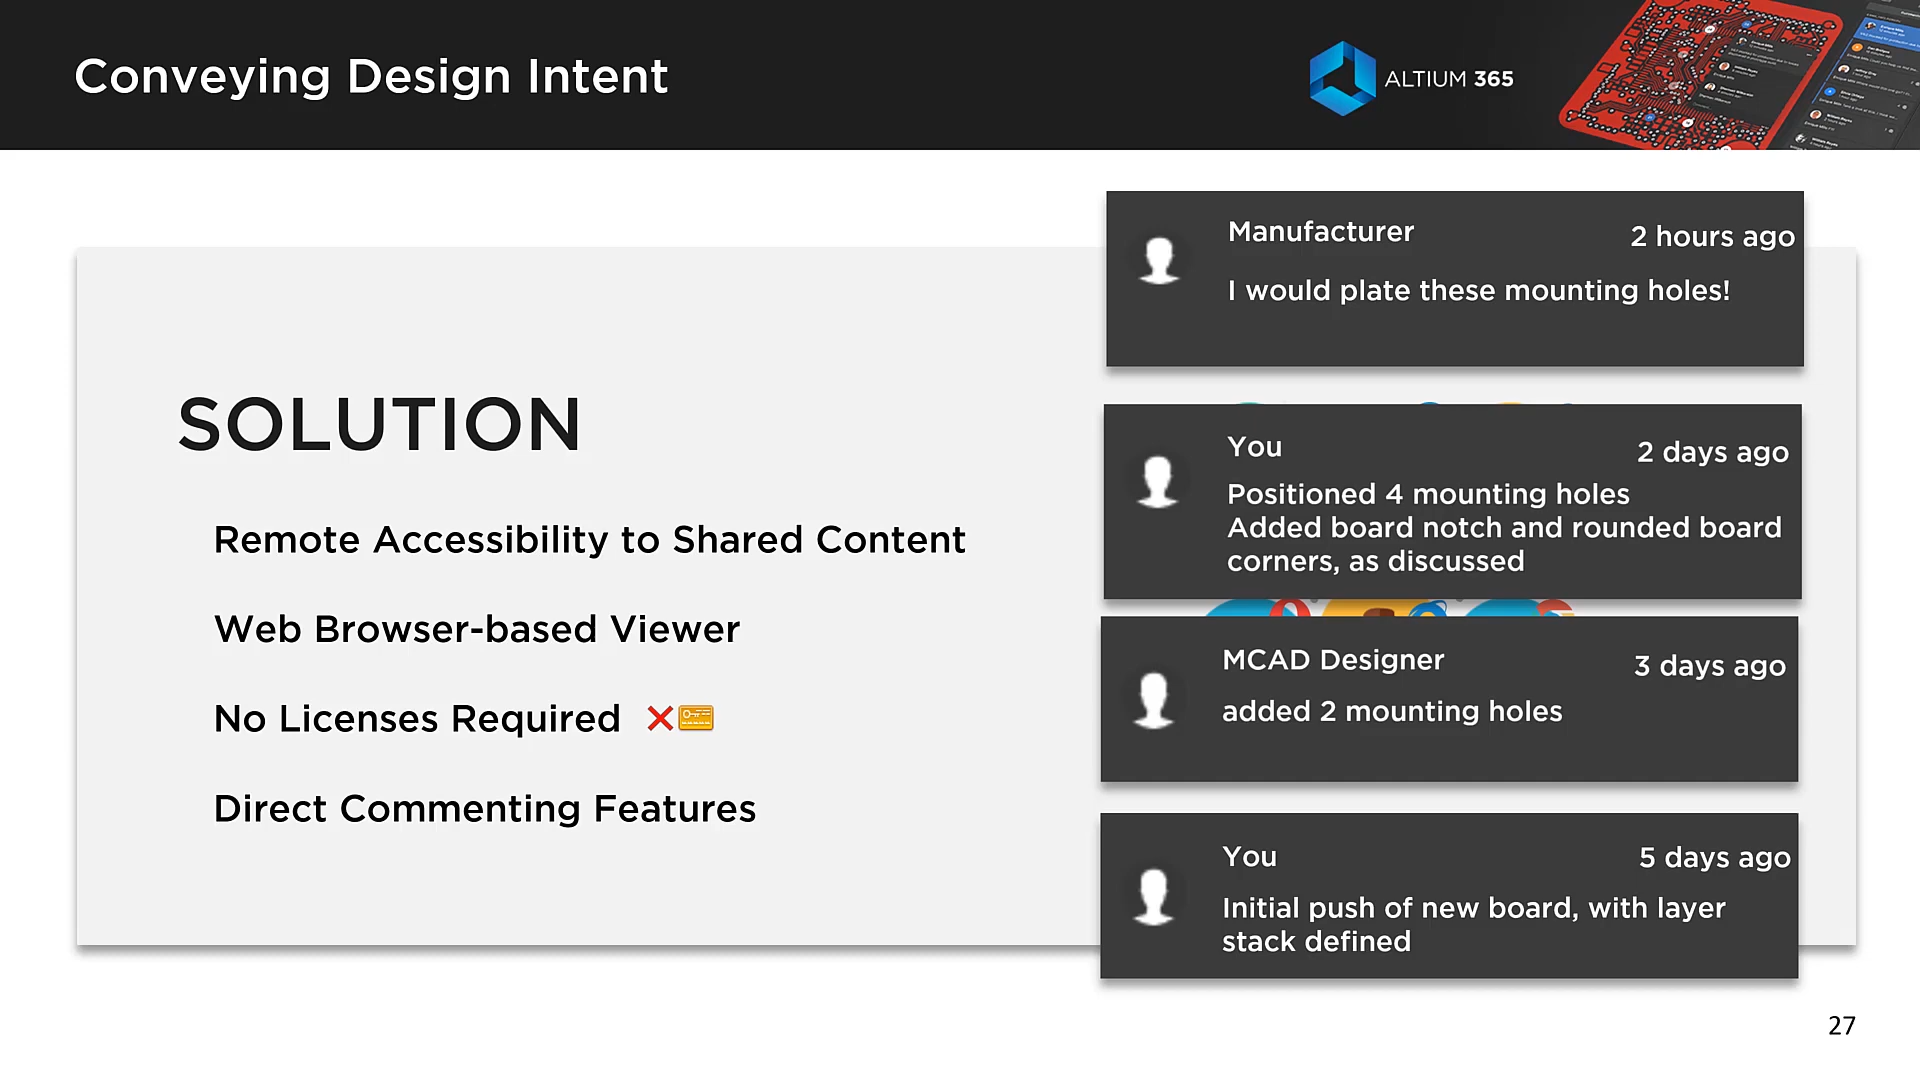 Conveying Design Intent
ALTIUM 365
SOLUTION
Remote Accessibility to Shared Content
Web Browser-based Viewer
No Licenses Required
Direct Commenting Features
Manufacturer
2 hours ago
I would plate these mounting holes!
You
2 days ago
Positioned 4 mounting holes
Added board notch and rounded board
corners, as discussed
MCAD Designer
3 days ago
added 2 mounting holes
You
5 days ago
Initial push of new board, with layer
stack defined
27